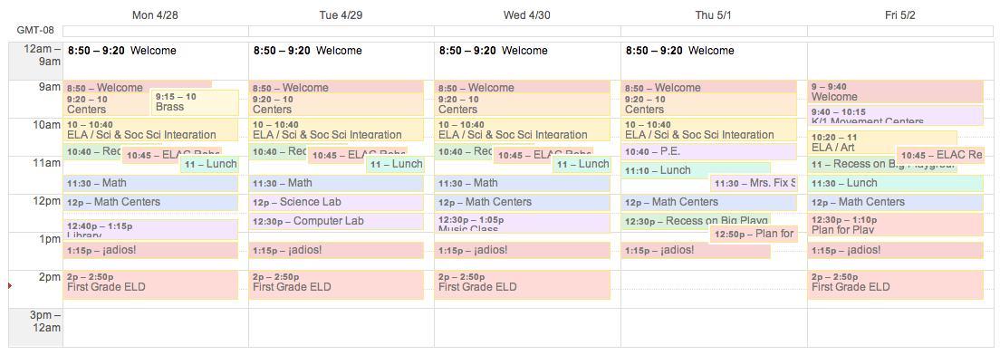 Mon 4/28
Tue 4/29
Wed 4/30
Thu 5/1
Fri 5/2
GMT-08
12am –
9am
9am
10am
11am
12pm
1pm
2pm
3pm –
12am
8:50 – 9:20 Welcome
8:50 – Welcome
9:20 – 10
Centers
9:15 – 10
Brass
10 – 10:40
ELA / Sci & Soc Sci Integration
10:40 – Rec
10:45 – ELAC Rehs
11 – Lunch
11:30 – Math
12p – Math Centers
12:40p – 1:15p
Library
1:15p – ¡adios!
2p – 2:50p
First Grade ELD
8:50 – 9:20 Welcome
8:50 – Welcome
9:20 – 10
Centers
10 – 10:40
ELA / Sci & Soc Sci Integration
10:40 – Rec
10:45 – ELAC Rehs
11 – Lunch
11:30 – Math
12p – Science Lab
12:30p – Computer Lab
1:15p – ¡adios!
2p – 2:50p
First Grade ELD
8:50 – 9:20 Welcome
8:50 – Welcome
9:20 – 10
Centers
10 – 10:40
ELA / Sci & Soc Sci Integration
10:40 – Rec
10:45 – ELAC Rehs
11 – Lunch
11:30 – Math
12p – Math Centers
12:30p – 1:05p
Music Class
1:15p – ¡adios!
2p – 2:50p
First Grade ELD
8:50 – 9:20 Welcome
8:50 – Welcome
9:20 – 10
Centers
10 – 10:40
ELA / Sci & Soc Sci Integration
10:40 – P.E.
11:10 – Lunch
11:30 – Mrs. Fix S
12p – Math Centers
12:30p – Recess on Big Playg
12:50p – Plan for
1:15p – ¡adios!
9 – 9:40
Welcome
9:40 – 10:15
K/1 Movement Centers
10:20 – 11
ELA / Art
10:45 – ELAC Re
11 – Recess on Big Playground
11:30 – Lunch
12p – Math Centers
12:30p – 1:10p
Plan for Play
1:15p – ¡adios!
2p – 2:50p
First Grade ELD